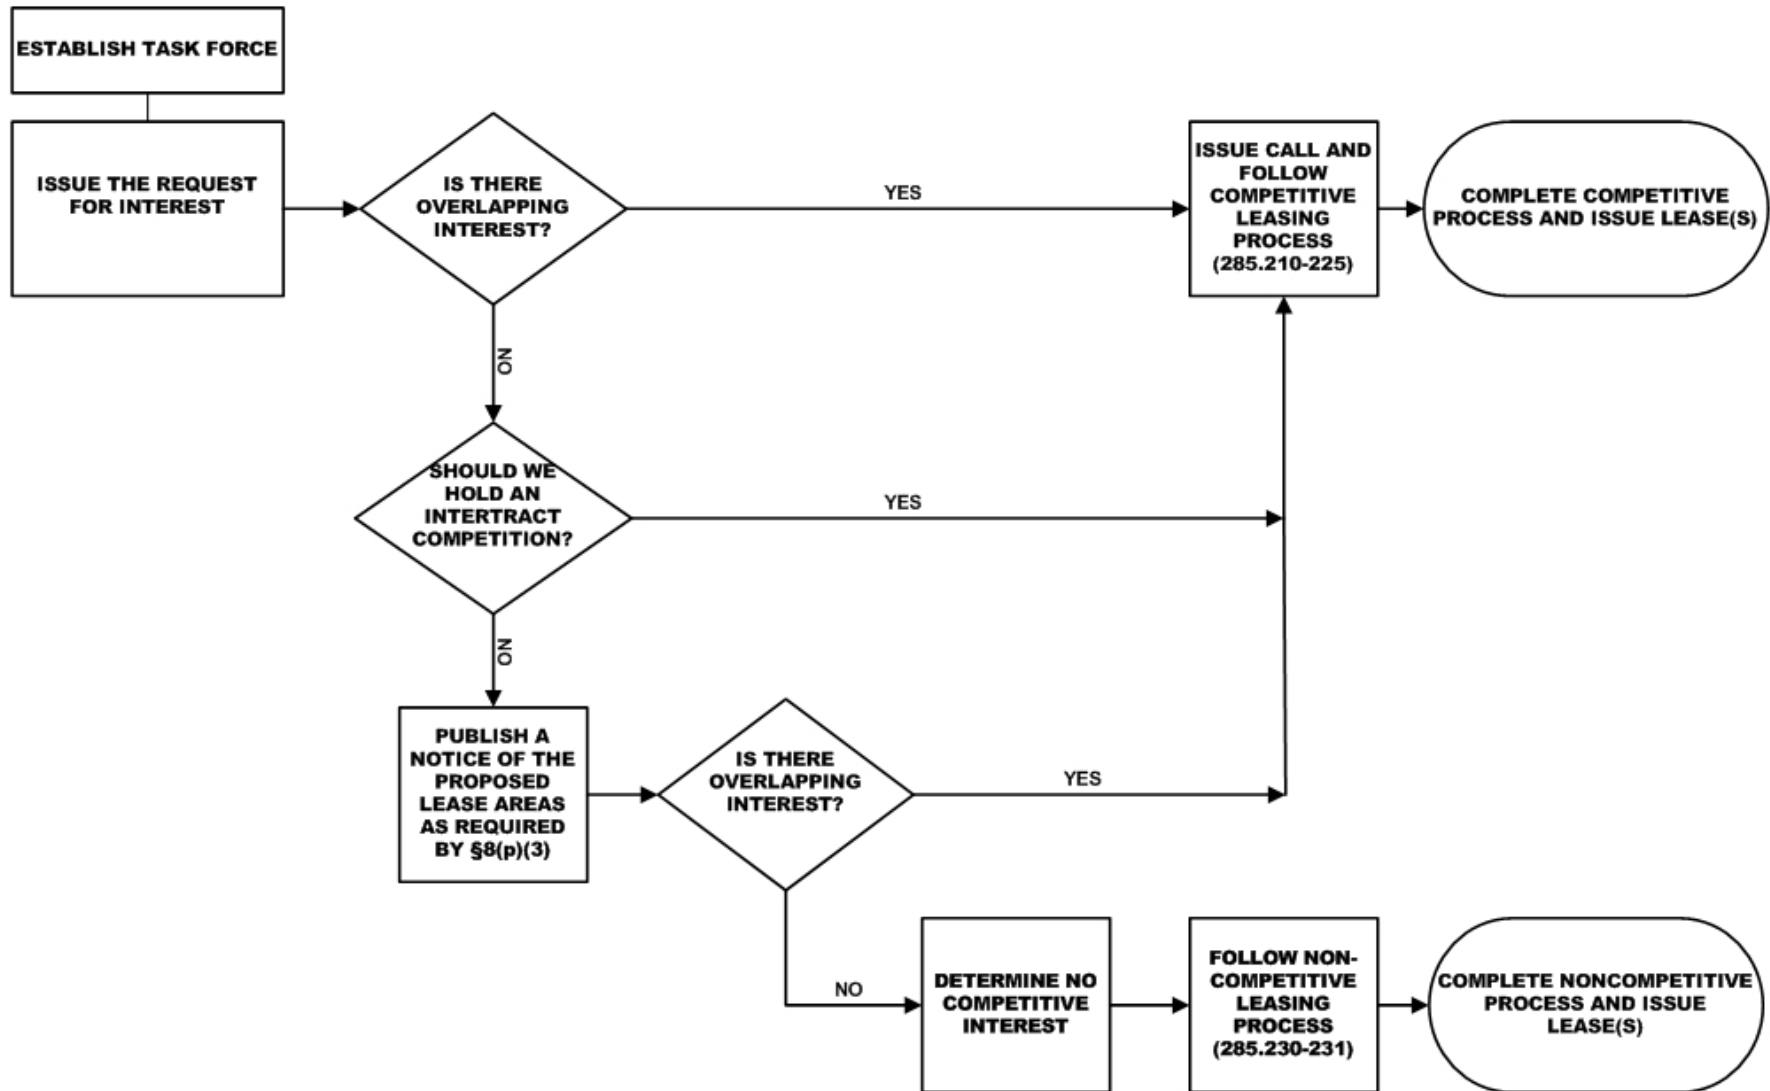 ESTABLISH TASK FORCE
ISSUE THE REQUEST
FOR INTEREST
IS THERE
OVERLAPPING
INTEREST?
YES
ISSUE CALL AND
FOLLOW
COMPETITIVE
LEASING
PROCESS
(285.210-225)
COMPLETE COMPETITIVE
PROCESS AND ISSUE LEASE(S)
NO
SHOULD WE
HOLD AN
INTERTRACT
COMPETITION?
YES
NO
PUBLISH A
NOTICE OF THE
PROPOSED
LEASE AREAS
AS REQUIRED
BY §8(p)(3)
IS THERE
OVERLAPPING
INTEREST?
YES
NO
DETERMINE NO
COMPETITIVE
INTEREST
FOLLOW NON-
COMPETITIVE
LEASING
PROCESS
(285.230-231)
COMPLETE NONCOMPETITIVE
PROCESS AND ISSUE
LEASE(S)